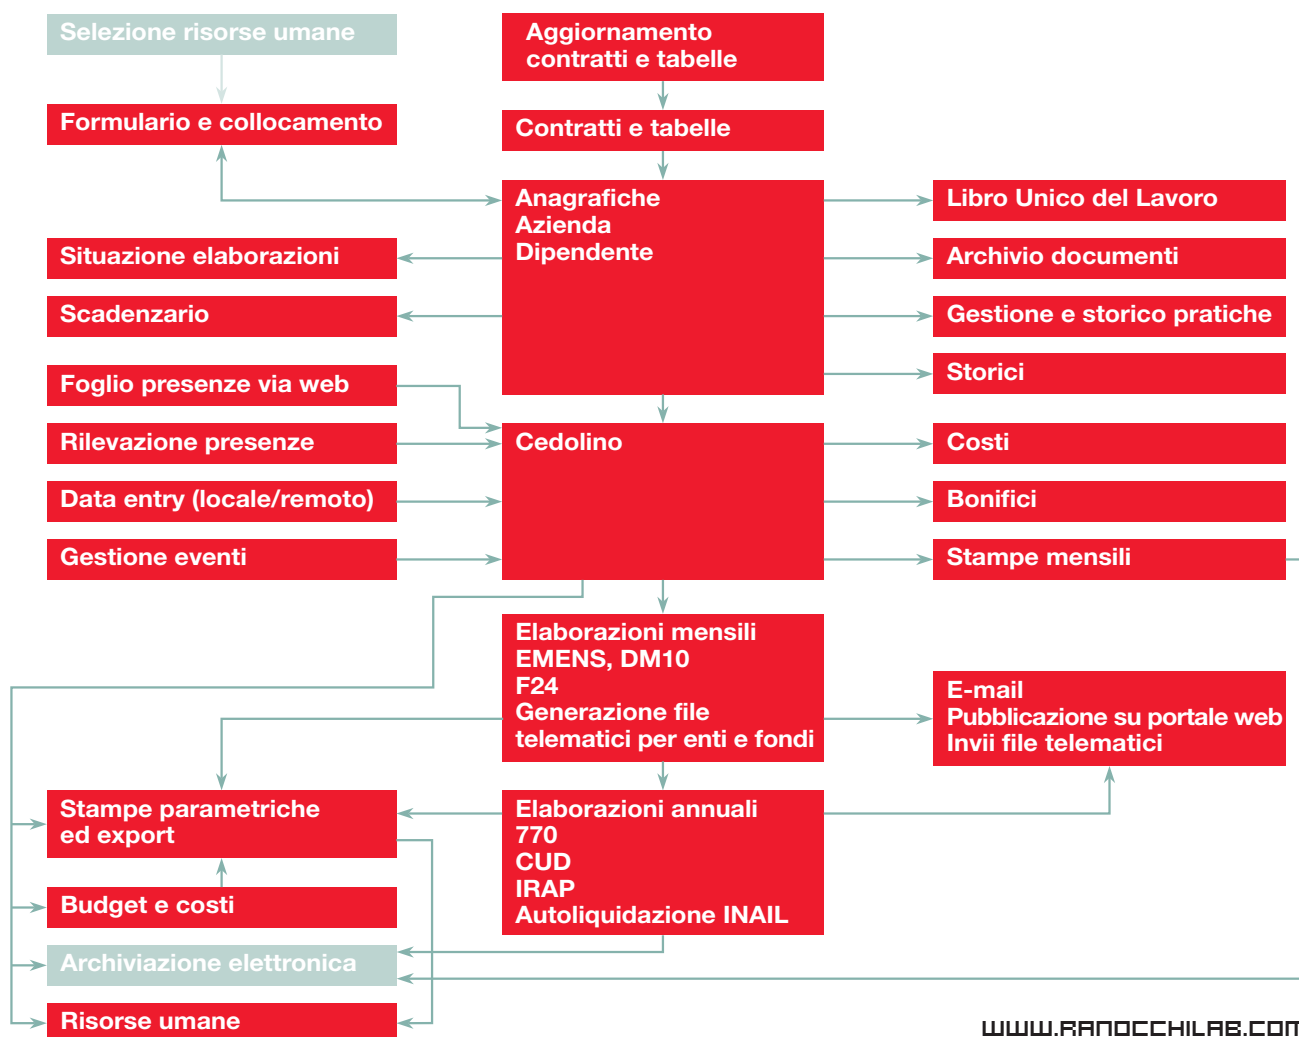 Selezione risorse umane
Aggiornamento
contratti e tabelle
Formulario e collocamento
Contratti e tabelle
Anagrafiche
Azienda
Dipendente
Libro Unico del Lavoro
Situazione elaborazioni
Archivio documenti
Scadenzario
Gestione e storico pratiche
Storici
Foglio presenze via web
Rilevazione presenze
Cedolino
Costi
Data entry (locale/remoto)
Bonifici
Gestione eventi
Stampe mensili
Elaborazioni mensili
EMENS, DM10
F24
Generazione file
telematici per enti e fondi
E-mail
Pubblicazione su portale web
Invii file telematici
Stampe parametriche
ed export
Elaborazioni annuali
770
CUD
IRAP
Autoliquidazione INAIL
Budget e costi
Archiviazione elettronica
Risorse umane
WWW.RANOCCHILAB.COM